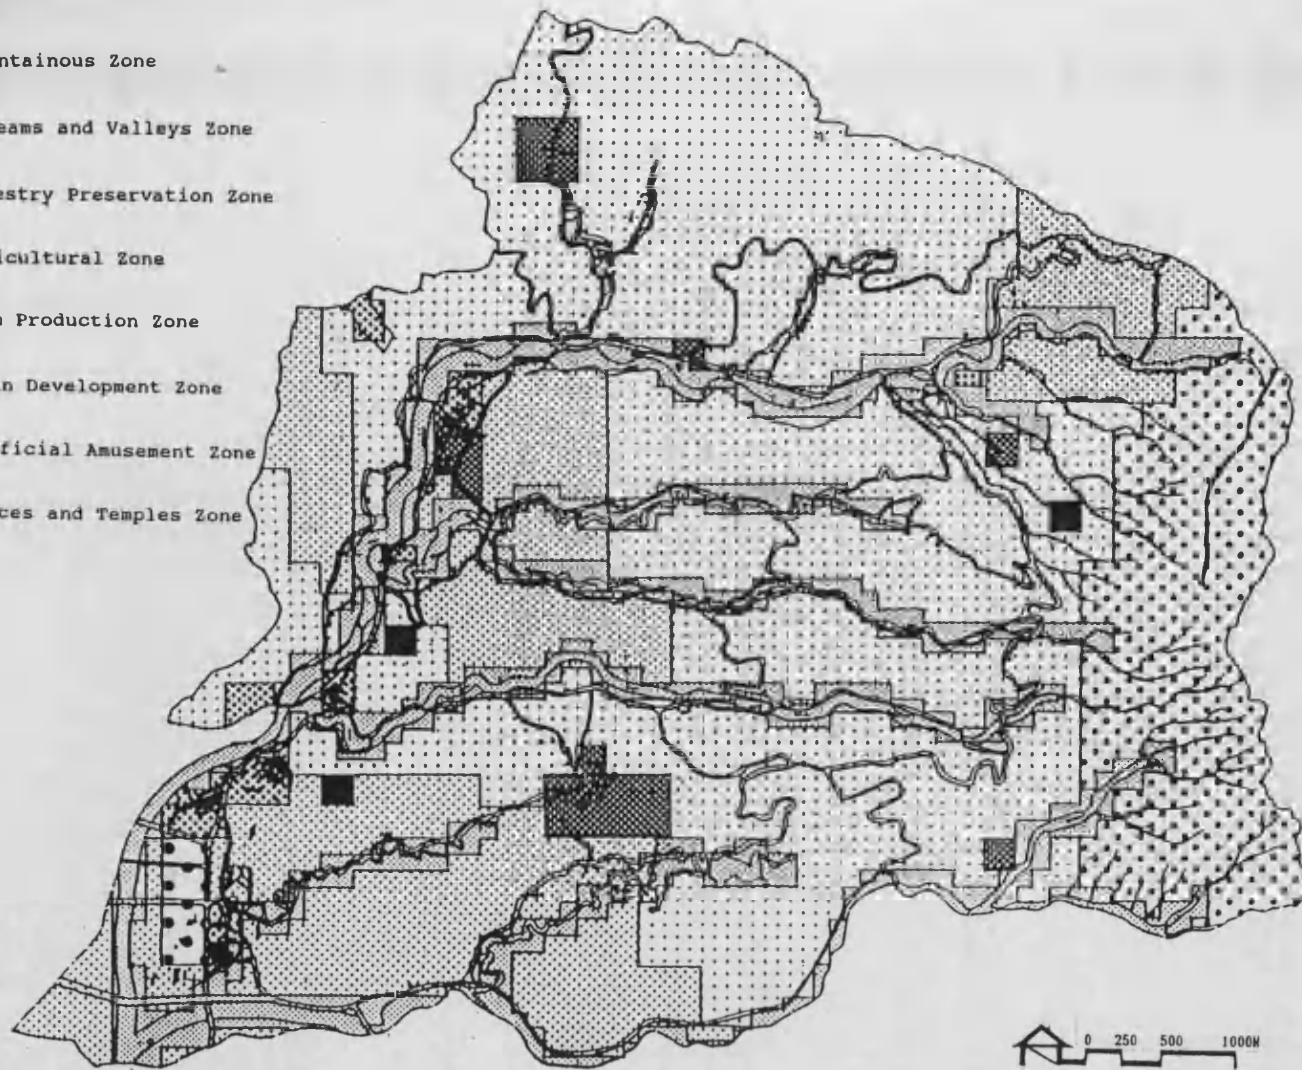 ntainous Zone
eams and Valleys Zone
estry Preservation Zone
icultural Zone
n Production Zone
n Development Zone
ficial Amusement Zone
ces and Temples Zone
0 250 500 1000M